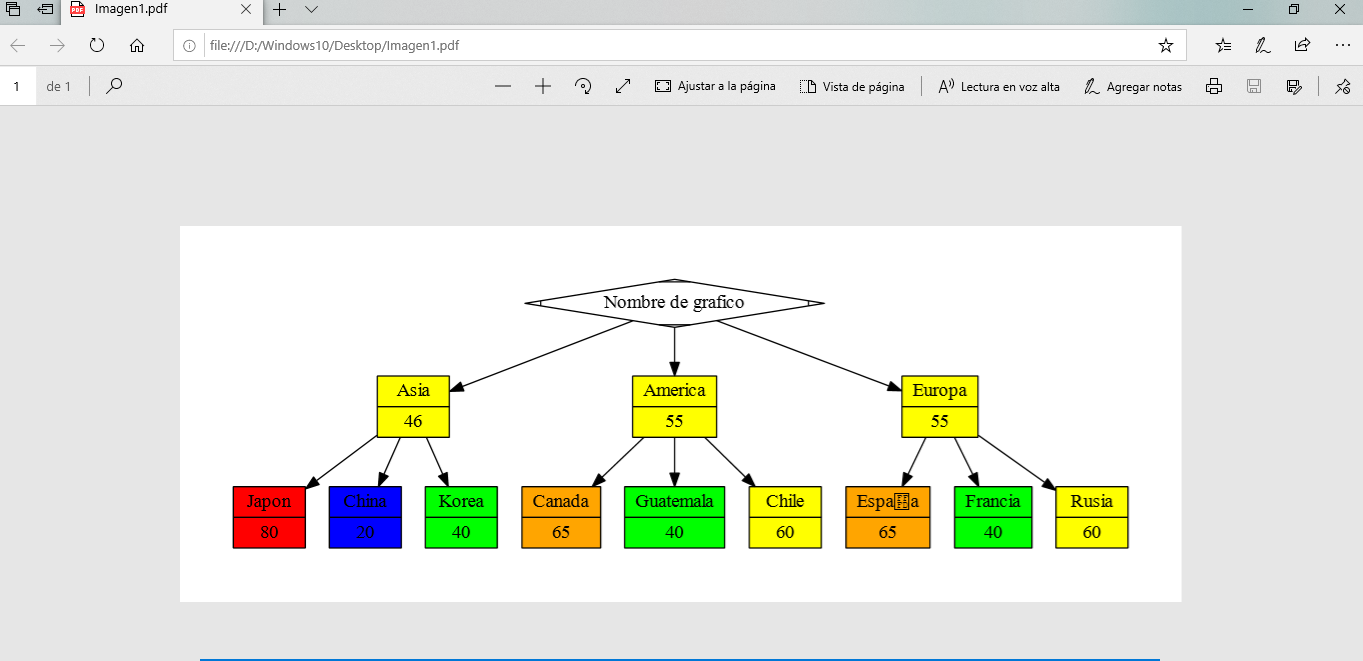 Imagen1.pdf
file:///D:/Windows10/Desktop/Imagen1.pdf
1 de 1 Ajustar a la página Vista de página Lectura en voz alta Agregar notas
Nombre de grafico
Asia America Europa
46 55 55
Japon China Korea Canada Guatemala Chile Espa□a Francia Rusia
80 20 40 65 40 60 65 40 60